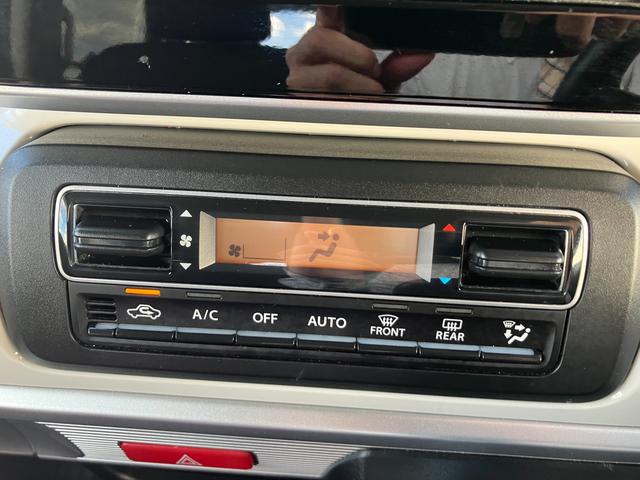 A/C OFF AUTO FRONT REAR